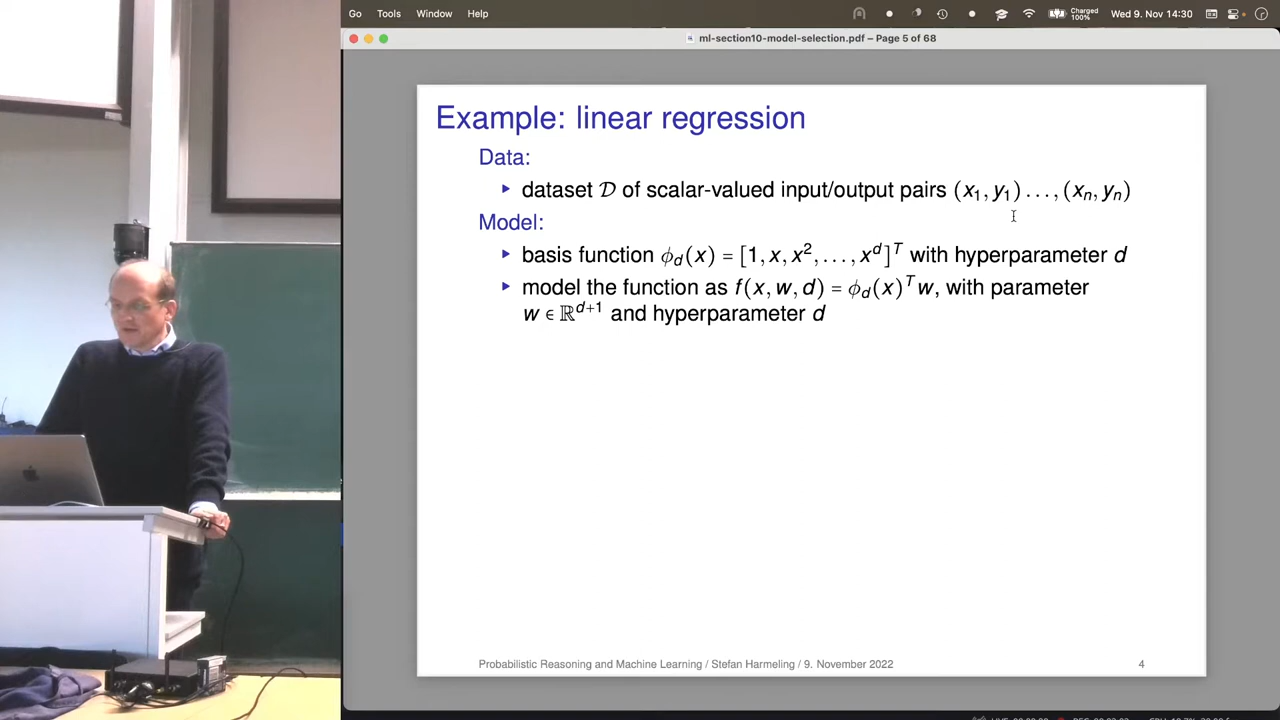 Go Tools Window Help Charged 100% Wed 9. Nov 14:30
ml-section10-model-selection.pdf – Page 5 of 68
Example: linear regression
Data:
▸ dataset 𝒟 of scalar-valued input/output pairs (x₁, y₁) . . . , (xₙ, yₙ)
Model:
▸ basis function ϕ_d(x) = [1, x, x², . . . , x^d]^T with hyperparameter d
▸ model the function as f(x, w, d) = ϕ_d(x)^T w, with parameter
w ∈ ℝ^{d+1} and hyperparameter d
Probabilistic Reasoning and Machine Learning / Stefan Harmeling / 9. November 2022 4